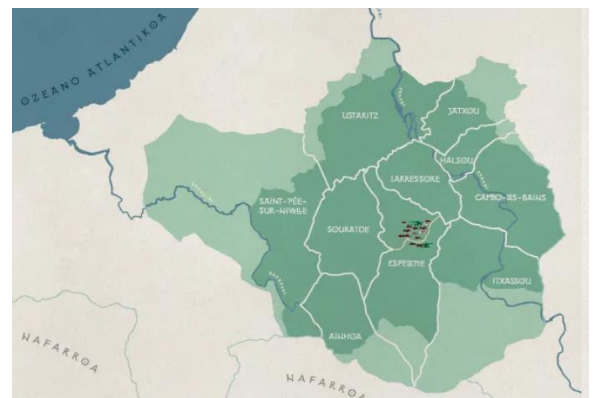 OZEANO ATLANTIKOA
USTARITZ
JATXOU
HALSOU
LARRESSORE
CAMBO-LES-BAINS
SAINT-PÉE-
SUR-NIVELLE
SOURAIDE
ESPELETTE
ITXASSOU
AINHOA
NAFARROA
NAFARROA